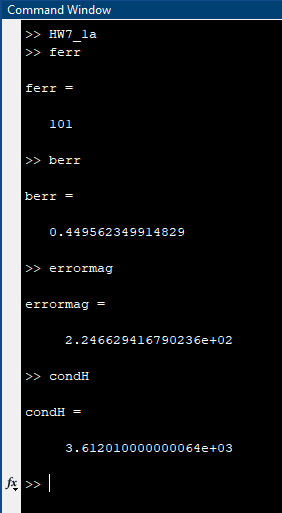 Command Window
>> HW7_1a
>> ferr
ferr =
101
>> berr
berr =
0.449562349914829
>> errormag
errormag =
2.246629416790236e+02
>> condH
condH =
3.612010000000064e+03
fx >>